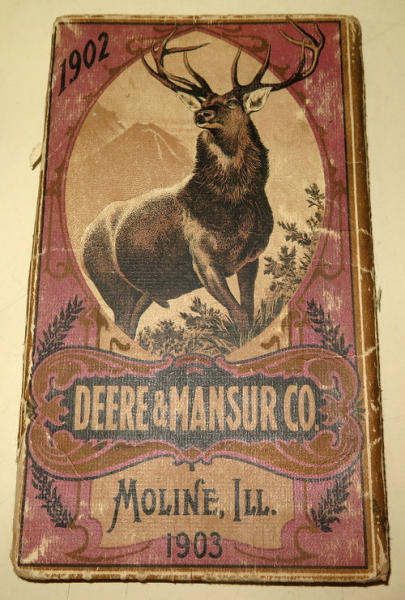 1902
DEERE & MANSUR CO.
MOLINE, ILL.
1903